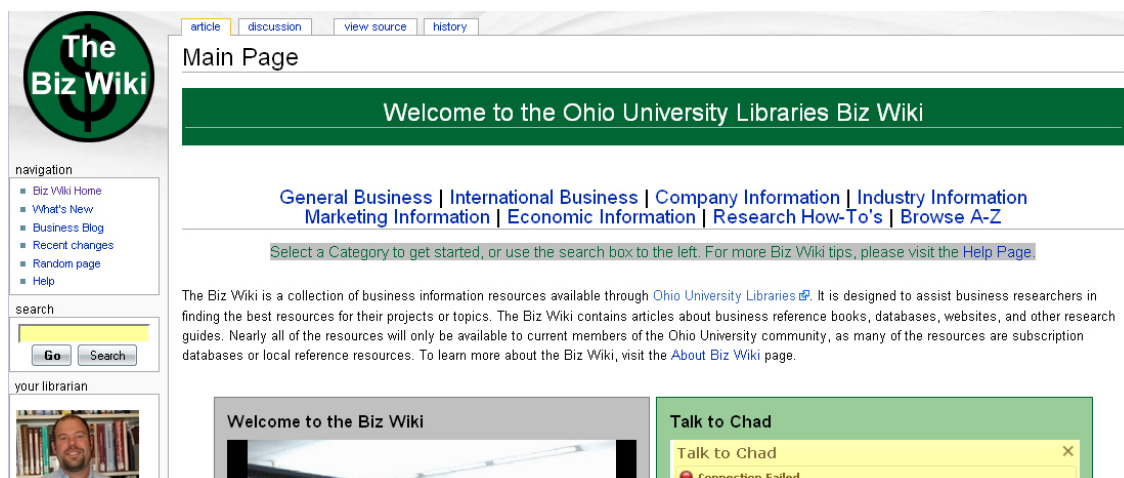 The
Biz Wiki
article
discussion
view source
history
Main Page
Welcome to the Ohio University Libraries Biz Wiki
navigation
Biz Wiki Home
What's New
Business Blog
Recent changes
Random page
Help
search
Go Search
your librarian
General Business | International Business | Company Information | Industry Information
Marketing Information | Economic Information | Research How-To's | Browse A-Z
Select a Category to get started, or use the search box to the left. For more Biz Wiki tips, please visit the Help Page.
The Biz Wiki is a collection of business information resources available through Ohio University Libraries. It is designed to assist business researchers in
finding the best resources for their projects or topics. The Biz Wiki contains articles about business reference books, databases, websites, and other research
guides. Nearly all of the resources will only be available to current members of the Ohio University community, as many of the resources are subscription
databases or local reference resources. To learn more about the Biz Wiki, visit the About Biz Wiki page.
Welcome to the Biz Wiki
Talk to Chad
Talk to Chad
Connection Failed